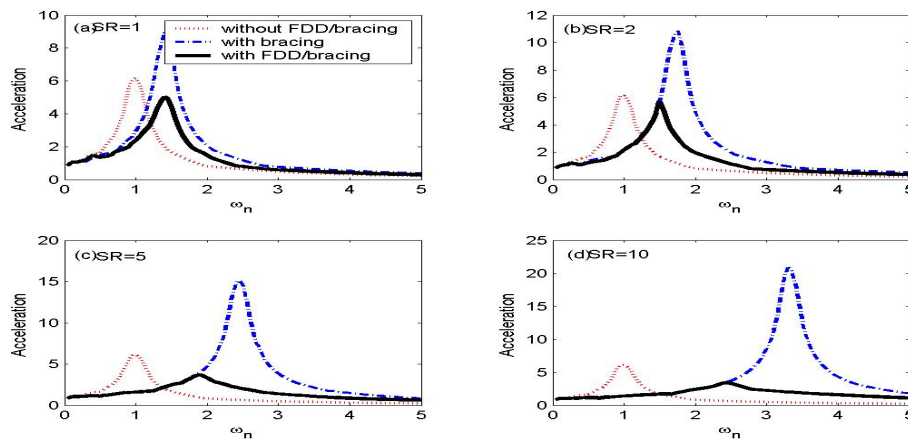 (a)SR=1
without FDD/bracing
with bracing
with FDD/bracing
10
8
6
4
2
0
Acceleration
0 1 2 3 4 5
ωn
(b)SR=2
12
10
8
6
4
2
0
Acceleration
0 1 2 3 4 5
ωn
(c)SR=5
20
15
10
5
0
Acceleration
0 1 2 3 4 5
ωn
(d)SR=10
25
20
15
10
5
0
Acceleration
0 1 2 3 4 5
ωn